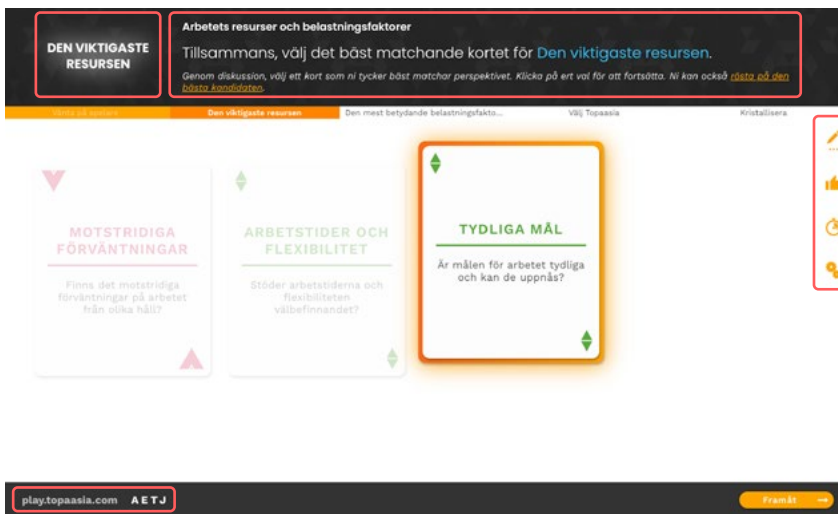 DEN VIKTIGASTE
RESURSEN
Arbetets resurser och belastningsfaktorer
Tillsammans, välj det bäst matchande kortet för Den viktigaste resursen.
Genom diskussion, välj ett kort som ni tycker bäst matchar perspektivet. Klicka på ert val för att fortsätta. Ni kan också rösta på den
bästa kandidaten.
Vänta på spelare
Den viktigaste resursen
Den mest betydande belastningsfakto...
Välj Topaasia
Kristallisera
MOTSTRIDIGA
FÖRVÄNTNINGAR
Finns det motstridiga
förväntningar på arbetet
från olika håll?
ARBETSTIDER OCH
FLEXIBILITET
Stöder arbetstiderna och
flexibiliteten
välbefinnandet?
TYDLIGA MÅL
Är målen för arbetet tydliga
och kan de uppnås?
play.topaasia.com AETJ
Framåt